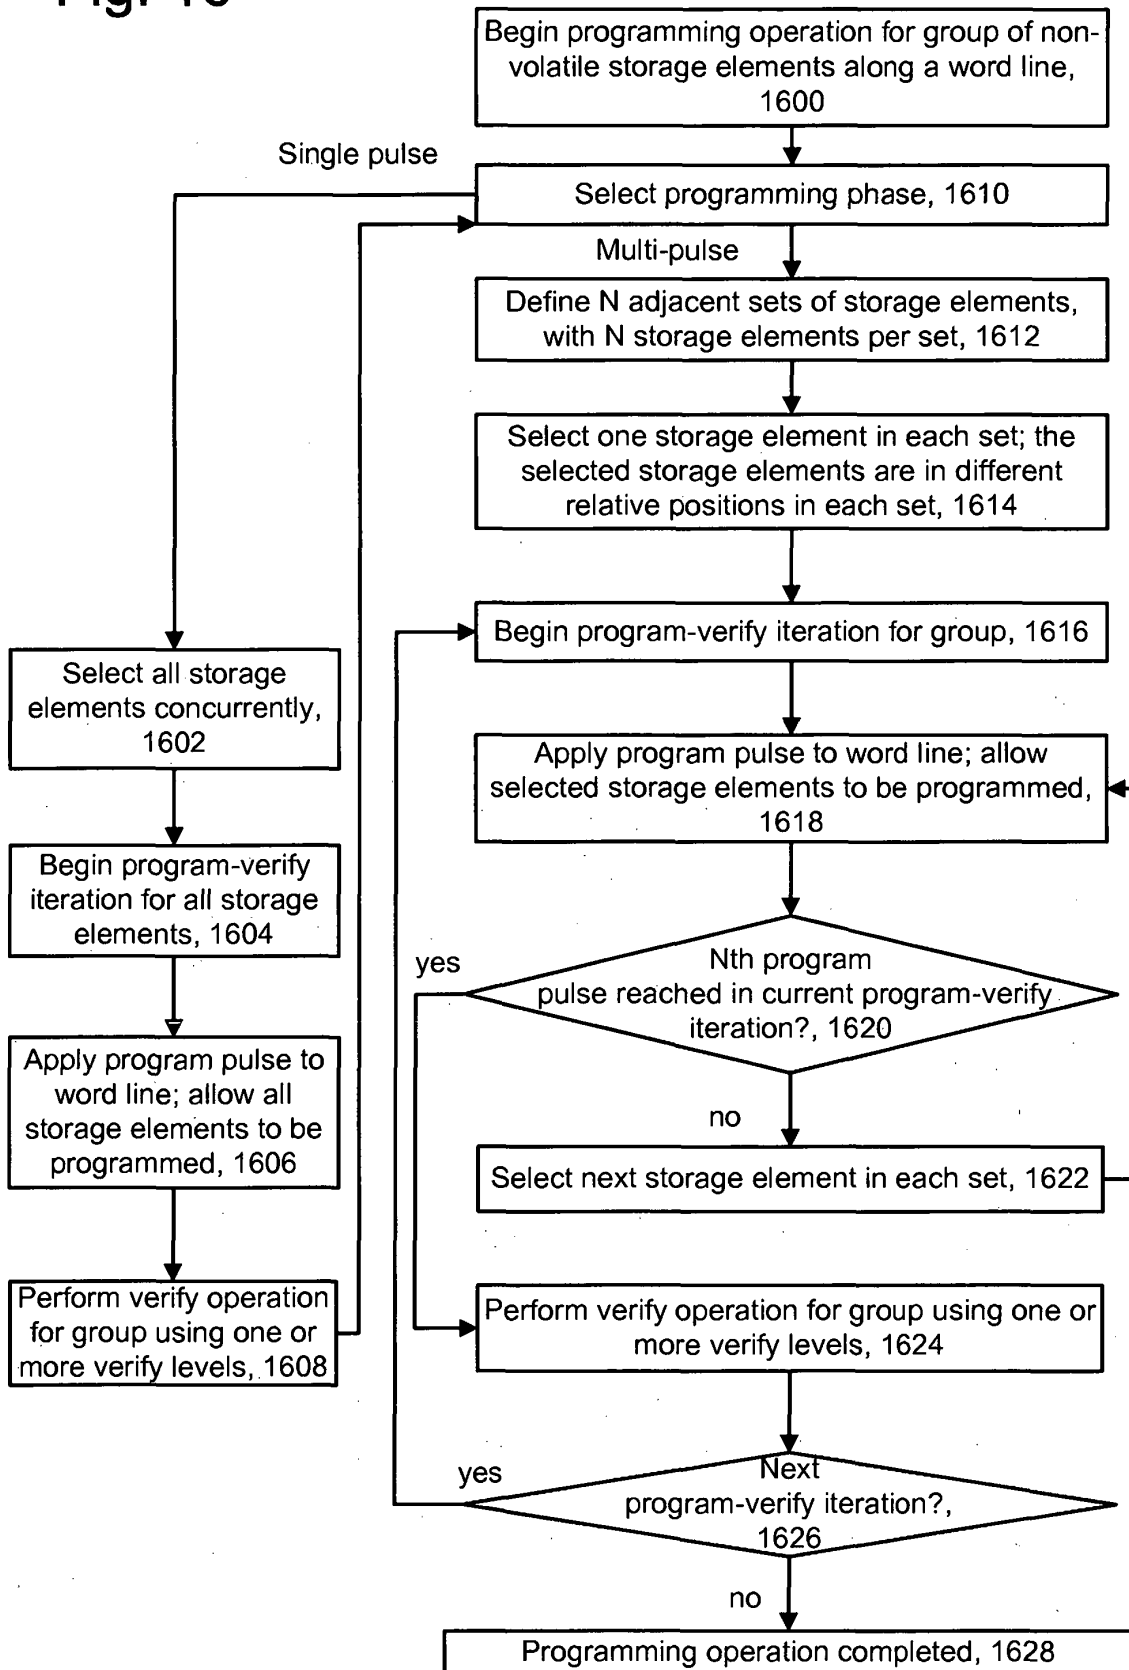 Begin programming operation for group of non-
volatile storage elements along a word line,
1600
Single pulse
Select programming phase, 1610
Multi-pulse
Define N adjacent sets of storage elements,
with N storage elements per set, 1612
Select one storage element in each set; the
selected storage elements are in different
relative positions in each set, 1614
Begin program-verify iteration for group, 1616
Select all storage
elements concurrently,
1602
Apply program pulse to word line; allow
selected storage elements to be programmed,
1618
Begin program-verify
iteration for all storage
elements, 1604
yes
Nth program
pulse reached in current program-verify
iteration?, 1620
Apply program pulse to
word line; allow all
storage elements to be
programmed, 1606
no
Select next storage element in each set, 1622
Perform verify operation
for group using one or
more verify levels, 1608
Perform verify operation for group using one or
more verify levels, 1624
yes
Next
program-verify iteration?,
1626
no
Programming operation completed, 1628